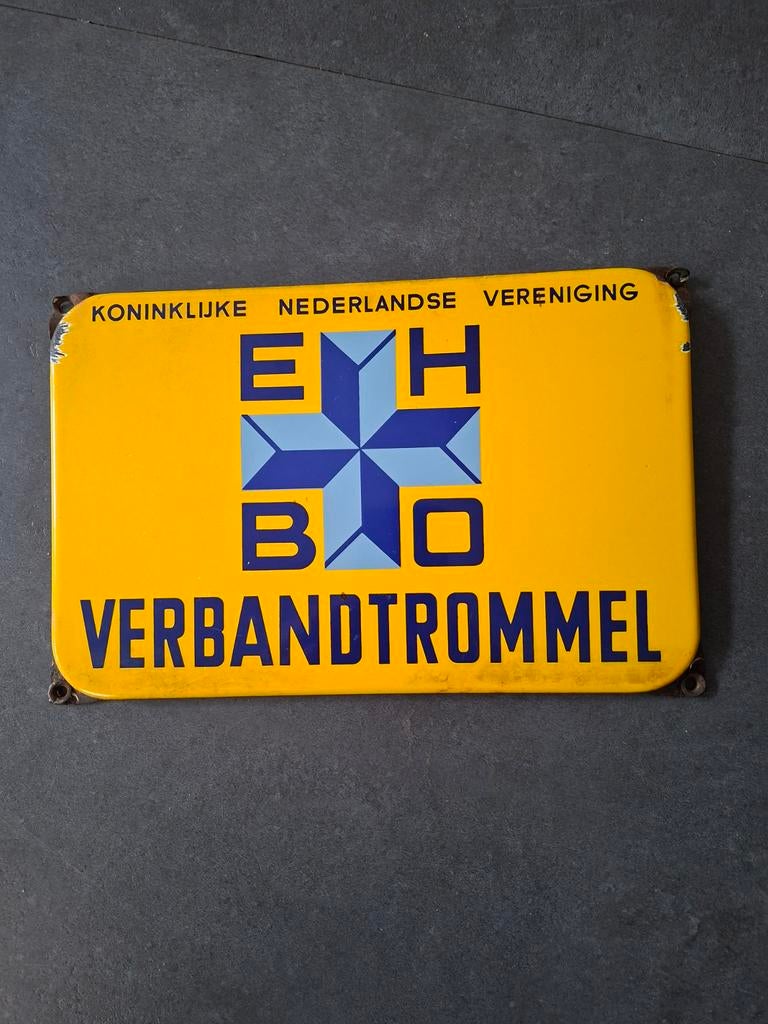 KONINKLIJKE NEDERLANDSE VERENIGING
E H
B O
VERBANDTROMMEL